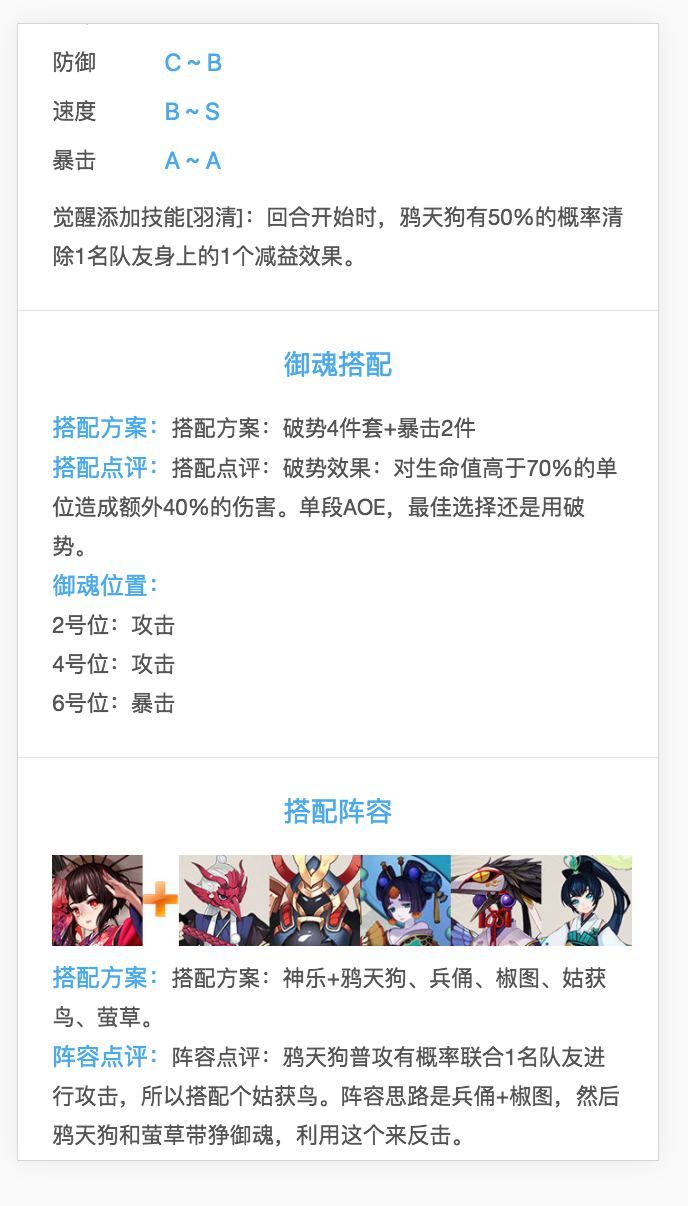 防御 C ~ B
速度 B ~ S
暴击 A ~ A
觉醒添加技能[羽清]：回合开始时，鸦天狗有50%的概率清
除1名队友身上的1个减益效果。
御魂搭配
搭配方案：搭配方案：破势4件套+暴击2件
搭配点评：搭配点评：破势效果：对生命值高于70%的单
位造成额外40%的伤害。单段AOE，最佳选择还是用破
势。
御魂位置：
2号位：攻击
4号位：攻击
6号位：暴击
搭配阵容
搭配方案：搭配方案：神乐+鸦天狗、兵俑、椒图、姑获
鸟、萤草。
阵容点评：阵容点评：鸦天狗普攻有概率联合1名队友进
行攻击，所以搭配个姑获鸟。阵容思路是兵俑+椒图，然后
鸦天狗和萤草带狰御魂，利用这个来反击。